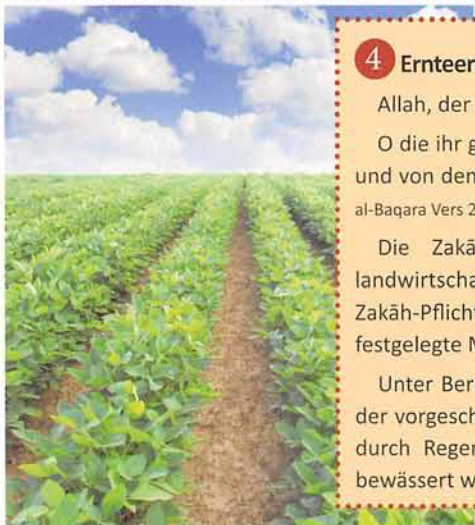 4 Ernteer
Allah, der
O die ihr g
und von den
al-Baqara Vers 2
Die Zakā
landwirtscha
Zakāh-Pflicht
festgelegte M
Unter Ber
der vorgesch
durch Regen
bewässert w